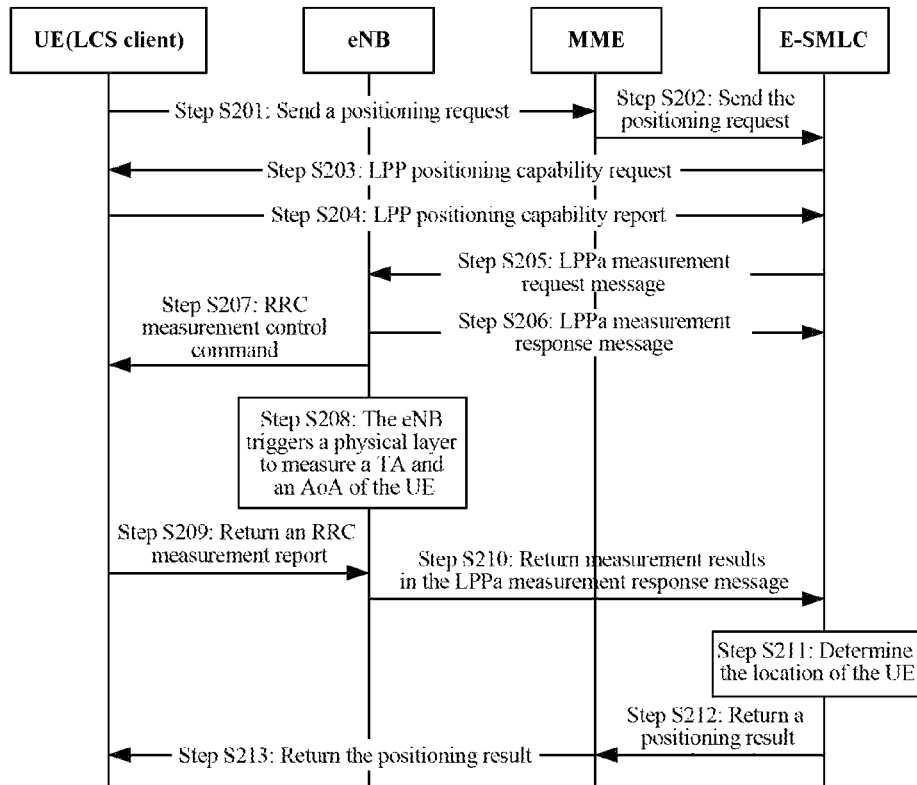 UE(LCS client)
eNB
MME
E-SMLC
Step S201: Send a positioning request
Step S202: Send the
positioning request
Step S203: LPP positioning capability request
Step S204: LPP positioning capability report
Step S205: LPPa measurement
request message
Step S207: RRC
measurement control
command
Step S206: LPPa measurement
response message
Step S208: The eNB
triggers a physical layer
to measure a TA and
an AoA of the UE
Step S209: Return an RRC
measurement report
Step S210: Return measurement results
in the LPPa measurement response message
Step S211: Determine
the location of the UE
Step S212: Return a
positioning result
Step S213: Return the positioning result